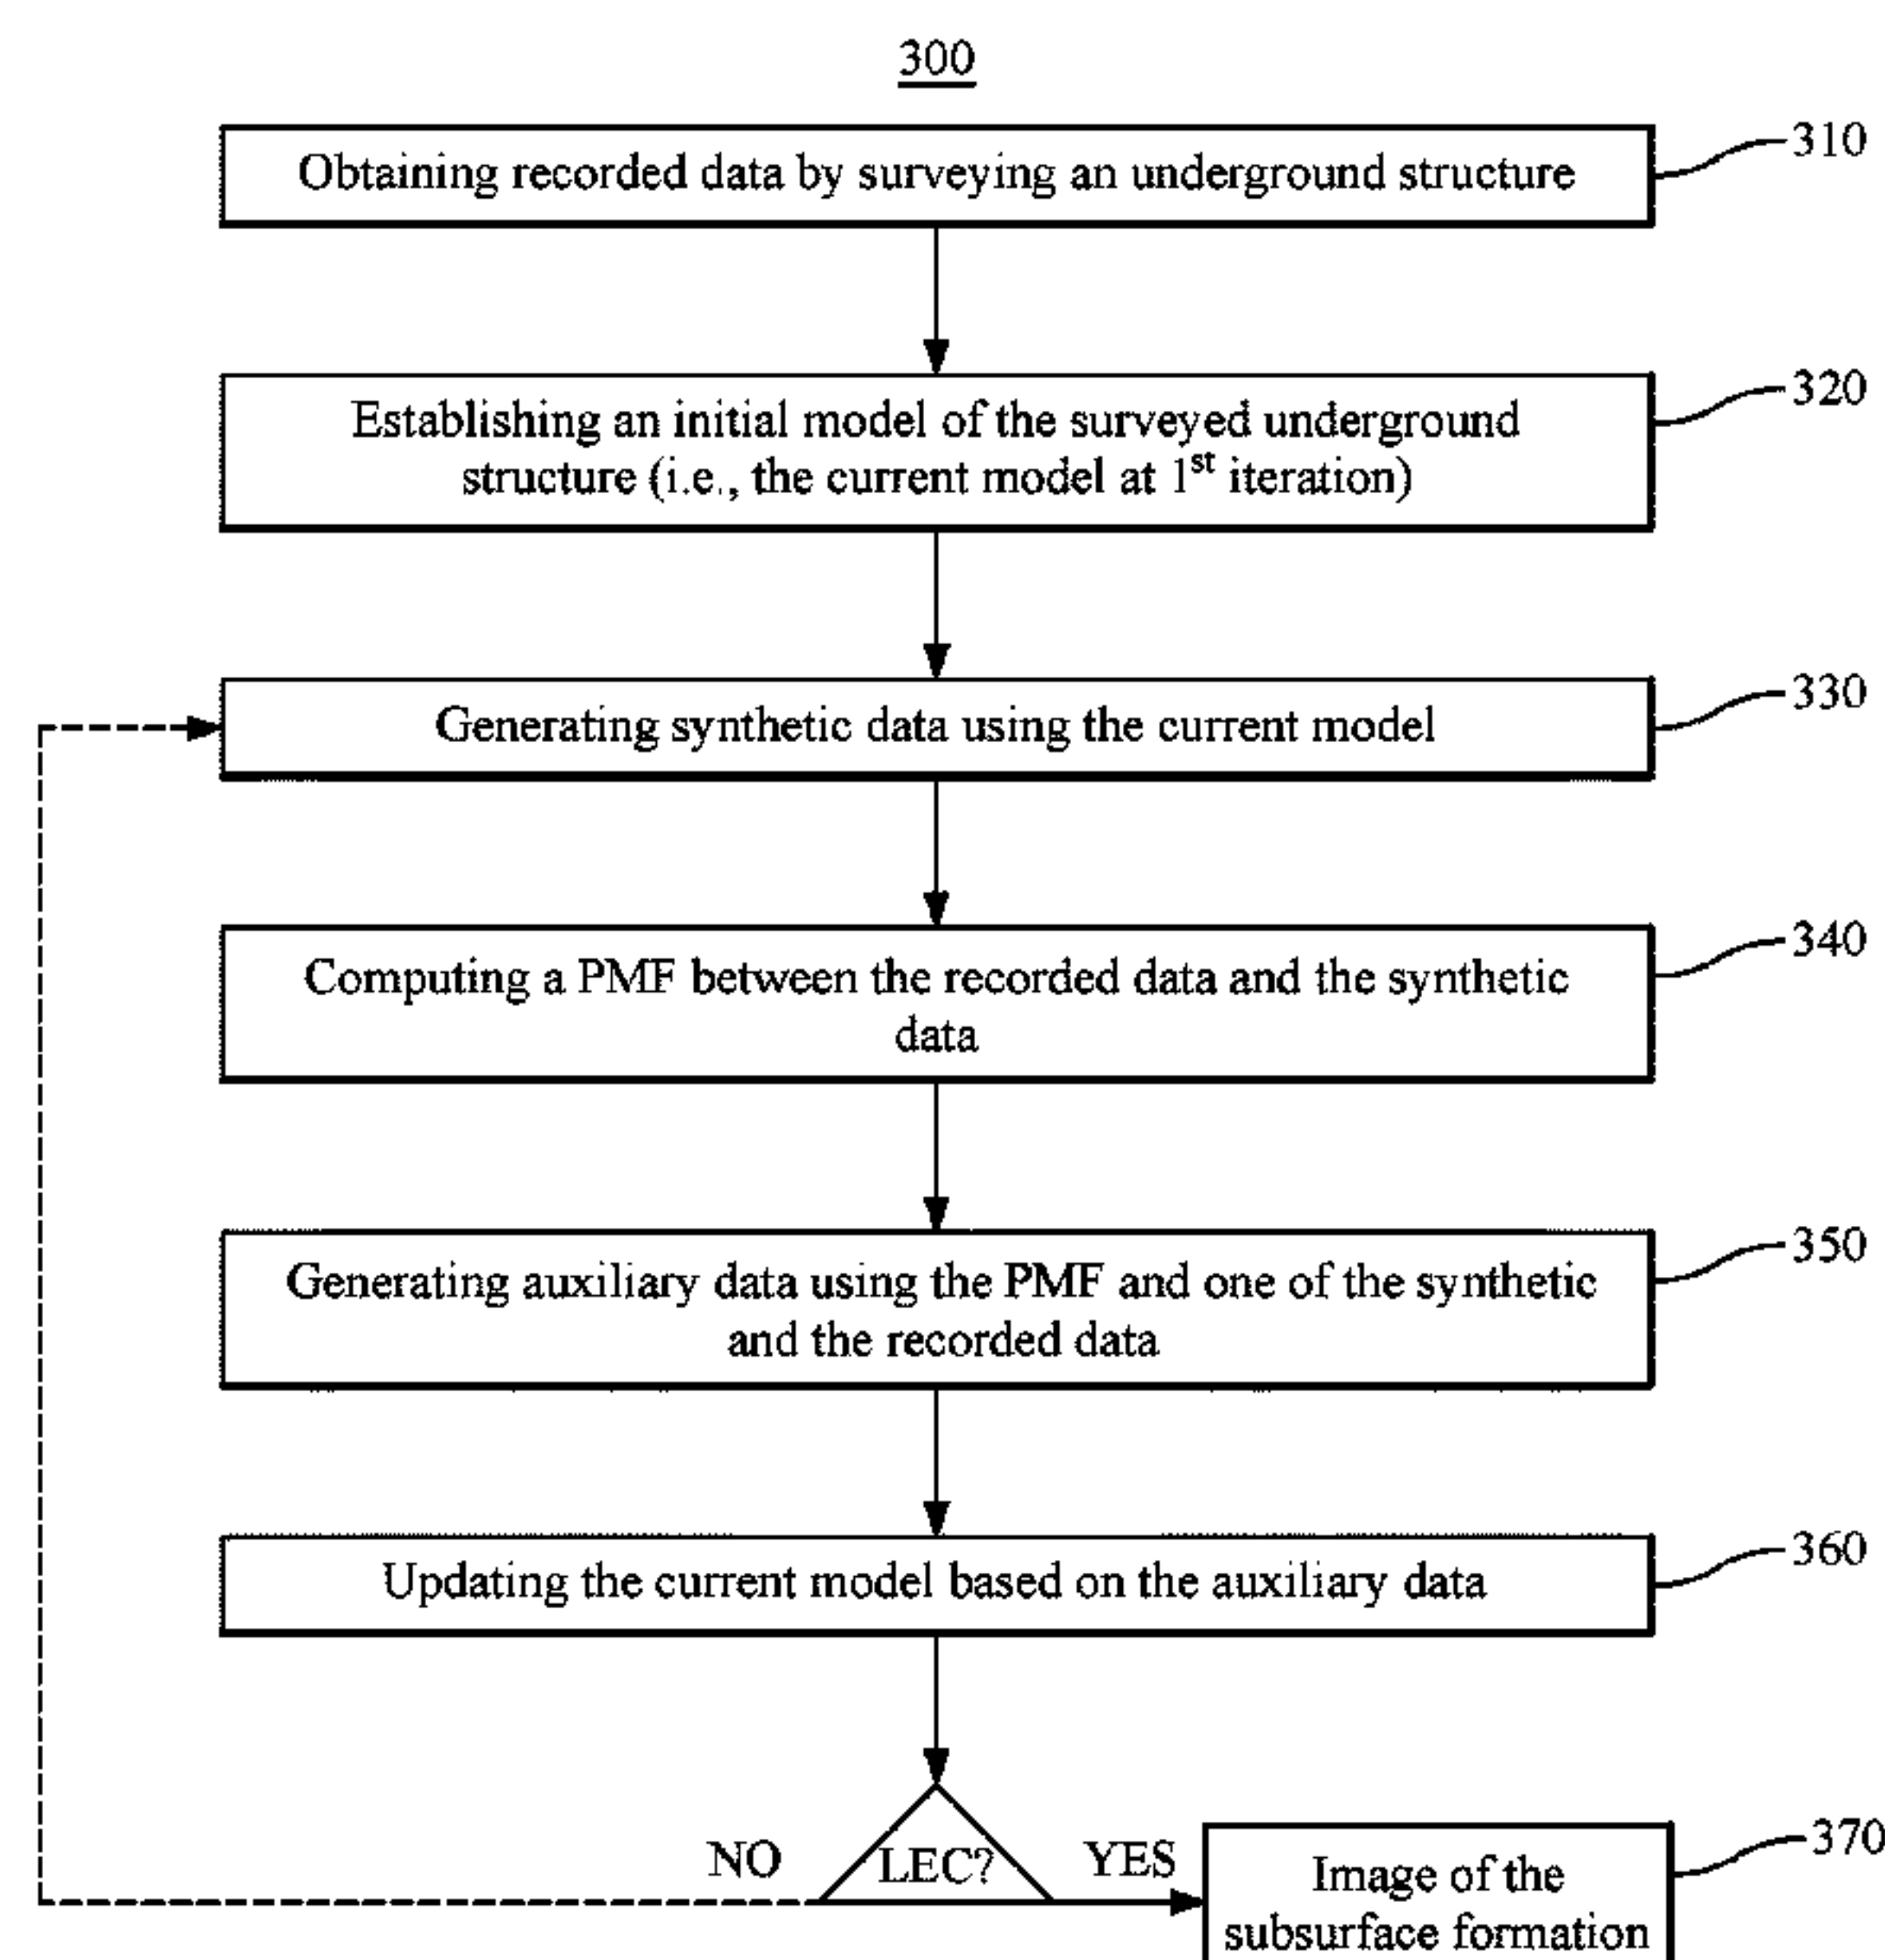 300
Obtaining recorded data by surveying an underground structure
310
Establishing an initial model of the surveyed underground
structure (i.e., the current model at 1st iteration)
320
Generating synthetic data using the current model
330
Computing a PMF between the recorded data and the synthetic
data
340
Generating auxiliary data using the PMF and one of the synthetic
and the recorded data
350
Updating the current model based on the auxiliary data
360
NO
LEC?
YES
Image of the
subsurface formation
370